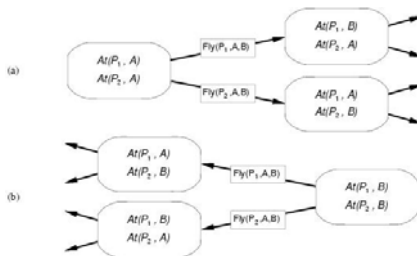 At(P₁, A)
At(P₂, A)
Fly(P₁,A,B)
Fly(P₂,A,B)
At(P₁, B)
At(P₂, A)
At(P₁, A)
At(P₂, B)
(a)
At(P₁, A)
At(P₂, B)
At(P₁, B)
At(P₂, A)
Fly(P₁,A,B)
Fly(P₂,A,B)
At(P₁, B)
At(P₂, B)
(b)